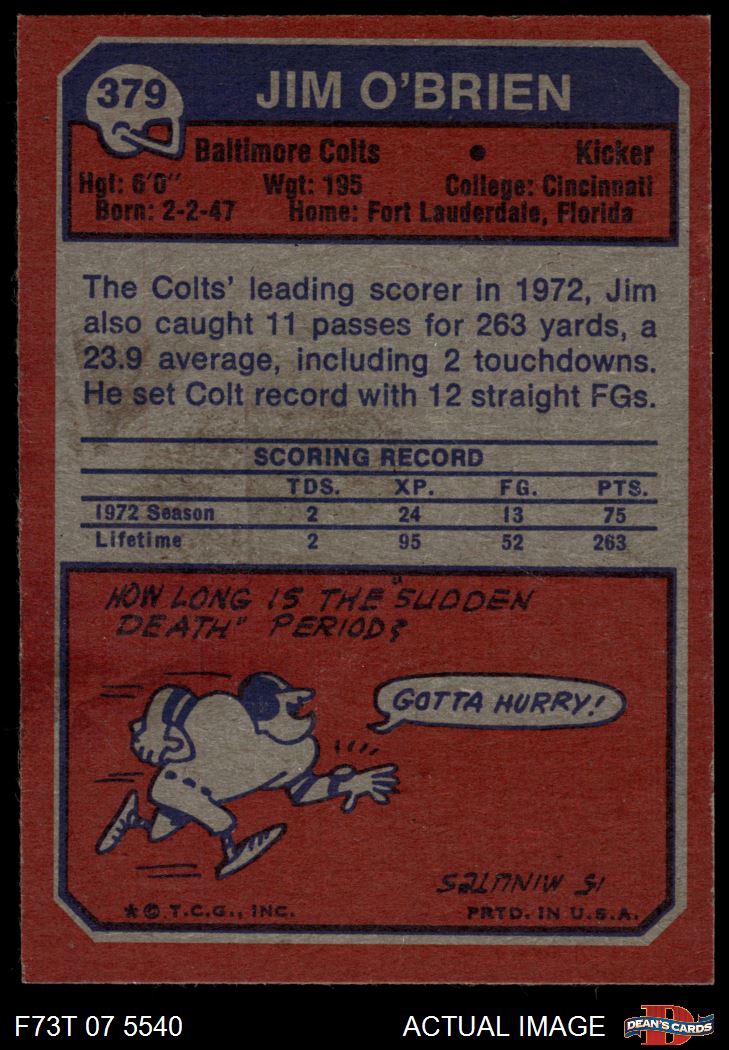 379
JIM O'BRIEN
Baltimore Colts • Kicker
Hgt: 6'0" Wgt: 195 College: Cincinnati
Born: 2-2-47 Home: Fort Lauderdale, Florida
The Colts' leading scorer in 1972, Jim
also caught 11 passes for 263 yards, a
23.9 average, including 2 touchdowns.
He set Colt record with 12 straight FGs.
SCORING RECORD
TDS. XP. FG. PTS.
1972 Season 2 24 13 75
Lifetime 2 95 52 263
HOW LONG IS THE "SUDDEN
DEATH" PERIOD?
GOTTA HURRY!
15 MINUTES
★ © T.C.G., INC. PRTD. IN U.S.A.
F73T 07 5540 ACTUAL IMAGE
D
DEAN'S CARDS